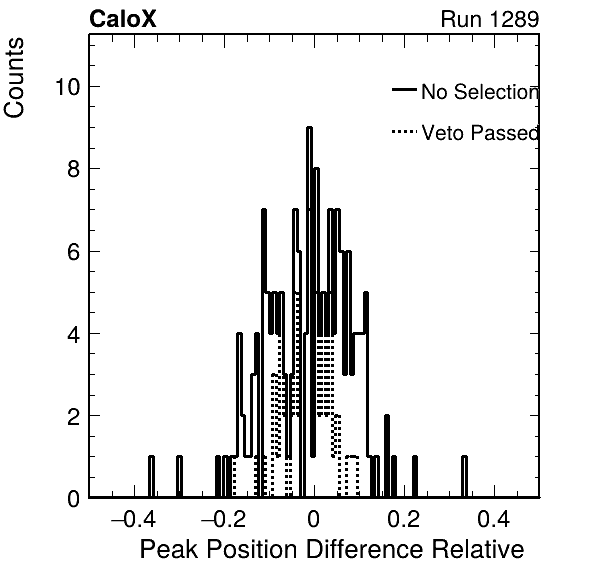 CaloX Run 1289
Counts
No Selection
Veto Passed
10
8
6
4
2
0
−0.4 −0.2 0 0.2 0.4
Peak Position Difference Relative